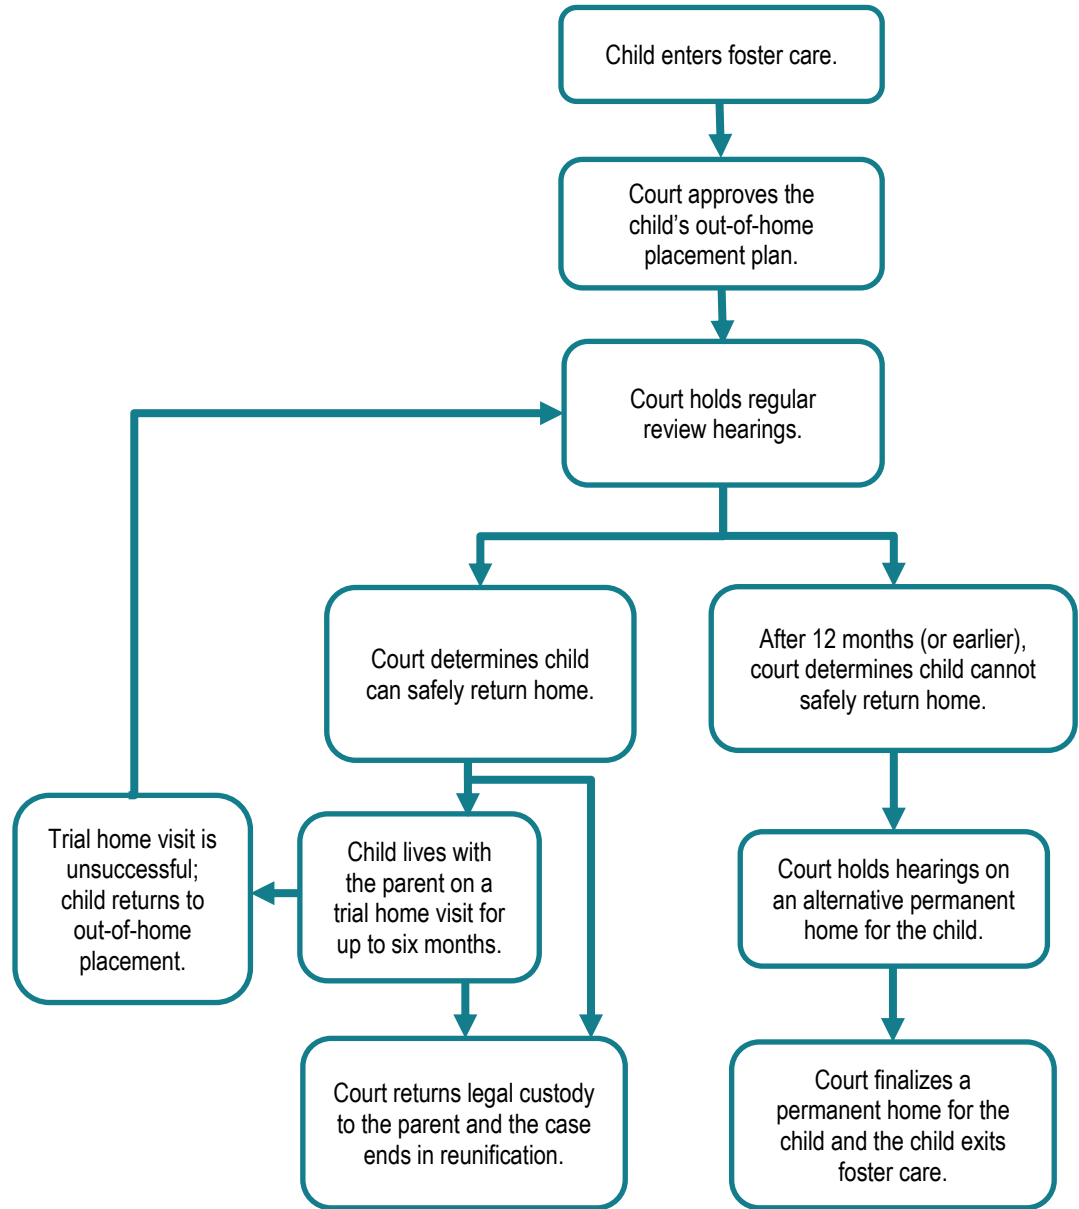 Child enters foster care.
Court approves the
child’s out-of-home
placement plan.
Court holds regular
review hearings.
Court determines child
can safely return home.
After 12 months (or earlier),
court determines child cannot
safely return home.
Trial home visit is
unsuccessful;
child returns to
out-of-home
placement.
Child lives with
the parent on a
trial home visit for
up to six months.
Court holds hearings on
an alternative permanent
home for the child.
Court returns legal custody
to the parent and the case
ends in reunification.
Court finalizes a
permanent home for the
child and the child exits
foster care.